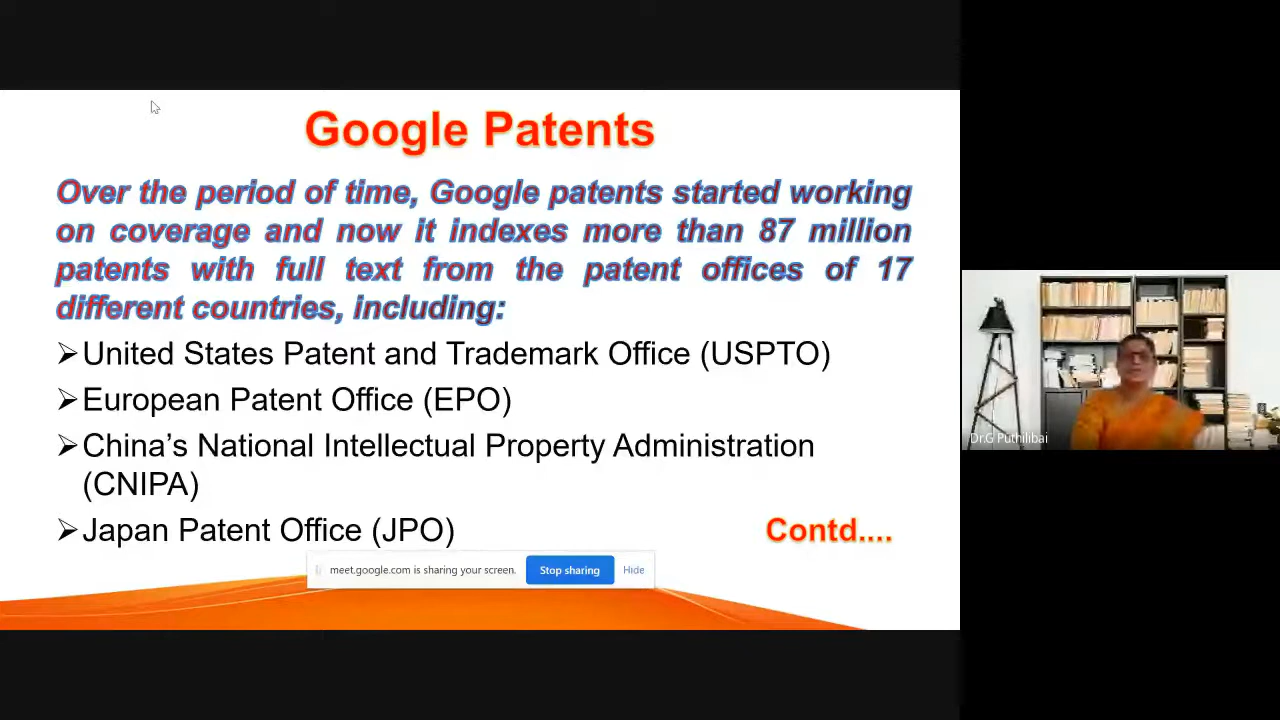 Google Patents
Over the period of time, Google patents started working
on coverage and now it indexes more than 87 million
patents with full text from the patent offices of 17
different countries, including:
➢United States Patent and Trademark Office (USPTO)
➢European Patent Office (EPO)
➢China’s National Intellectual Property Administration
(CNIPA)
➢Japan Patent Office (JPO)
Contd....
meet.google.com is sharing your screen.
Stop sharing
Hide
Dr.G Puthilibai